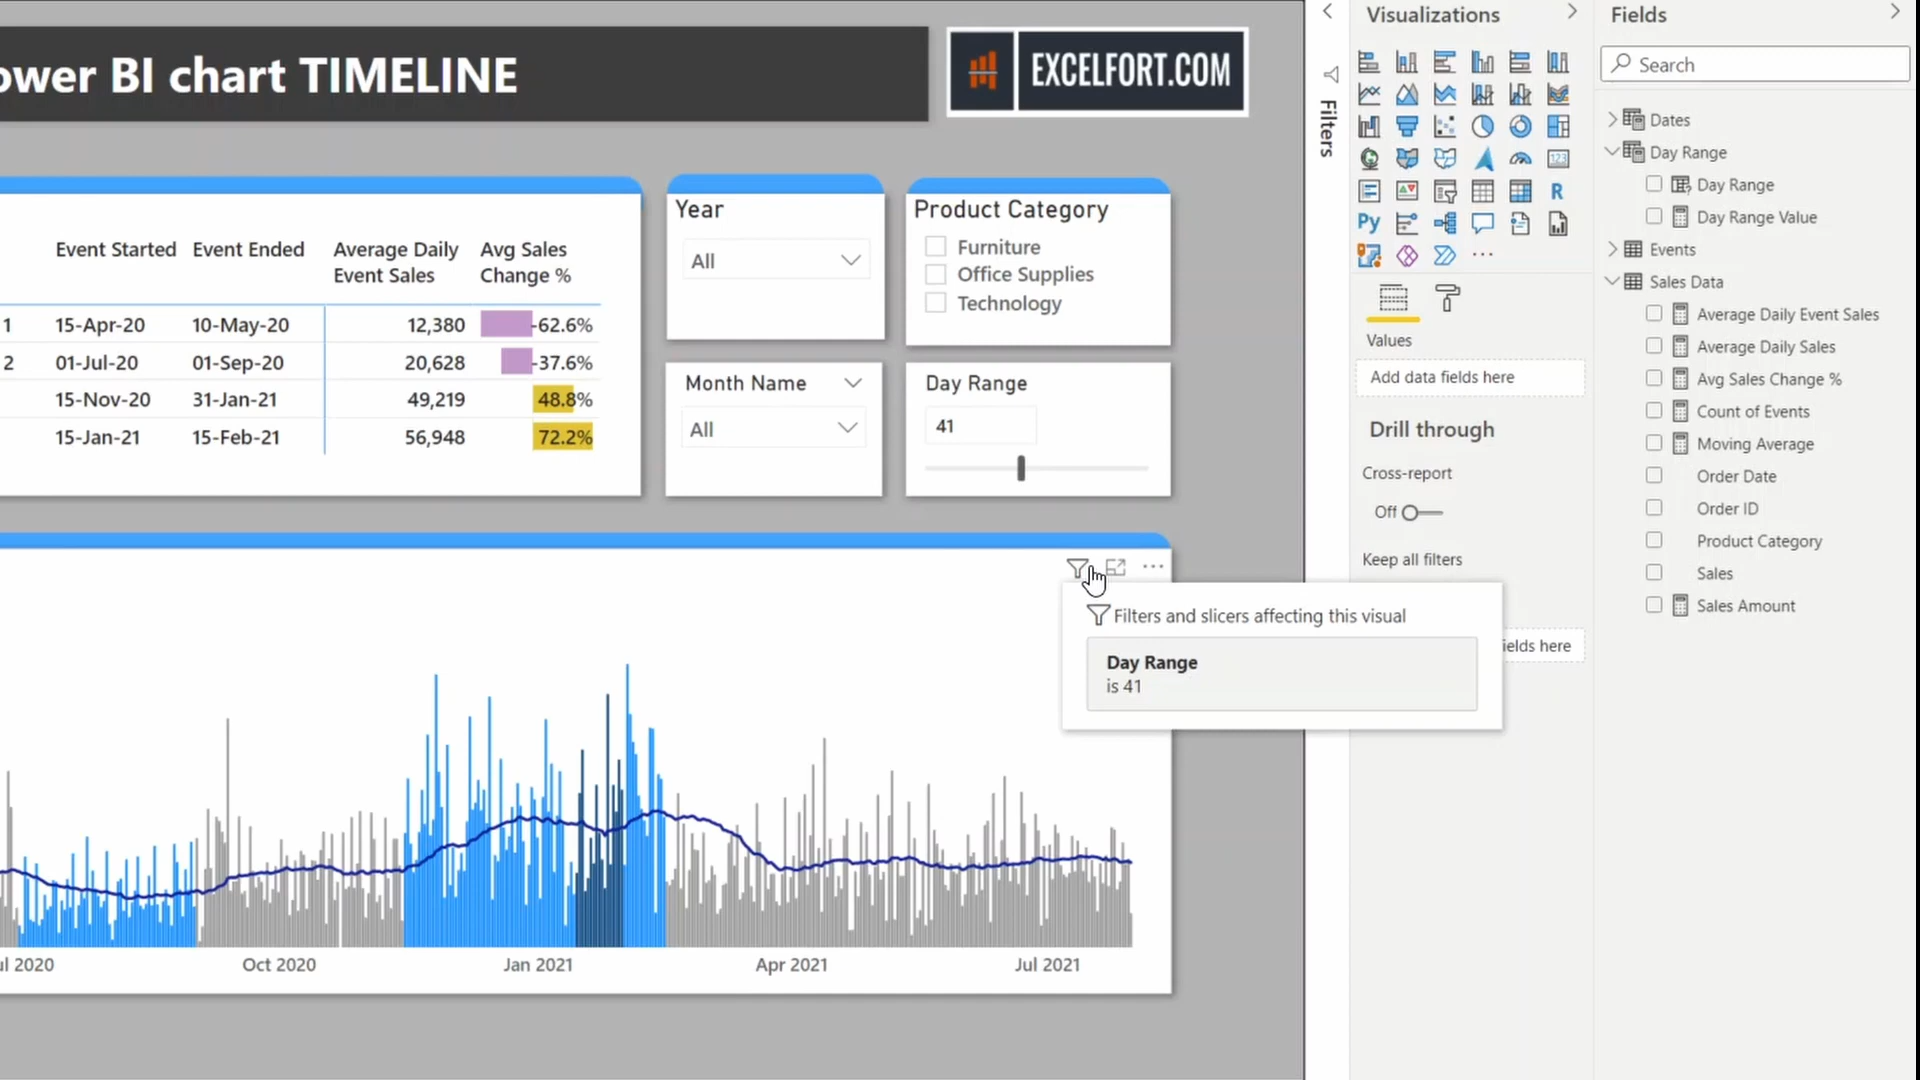 ower BI chart TIMELINE
EXCELFORT.COM
Event Started Event Ended Average Daily Event Sales Avg Sales Change %
1 15-Apr-20 10-May-20 12,380 -62.6%
2 01-Jul-20 01-Sep-20 20,628 -37.6%
15-Nov-20 31-Jan-21 49,219 48.8%
15-Jan-21 15-Feb-21 56,948 72.2%
Year
All
Product Category
Furniture
Office Supplies
Technology
Month Name
All
Day Range
41
Filters and slicers affecting this visual
Day Range
is 41
ul 2020 Oct 2020 Jan 2021 Apr 2021 Jul 2021
Filters
Visualizations
123
R
Py
Values
Add data fields here
Drill through
Cross-report
Off
Keep all filters
ields here
Fields
Search
Dates
Day Range
Day Range
Day Range Value
Events
Sales Data
Average Daily Event Sales
Average Daily Sales
Avg Sales Change %
Count of Events
Moving Average
Order Date
Order ID
Product Category
Sales
Sales Amount